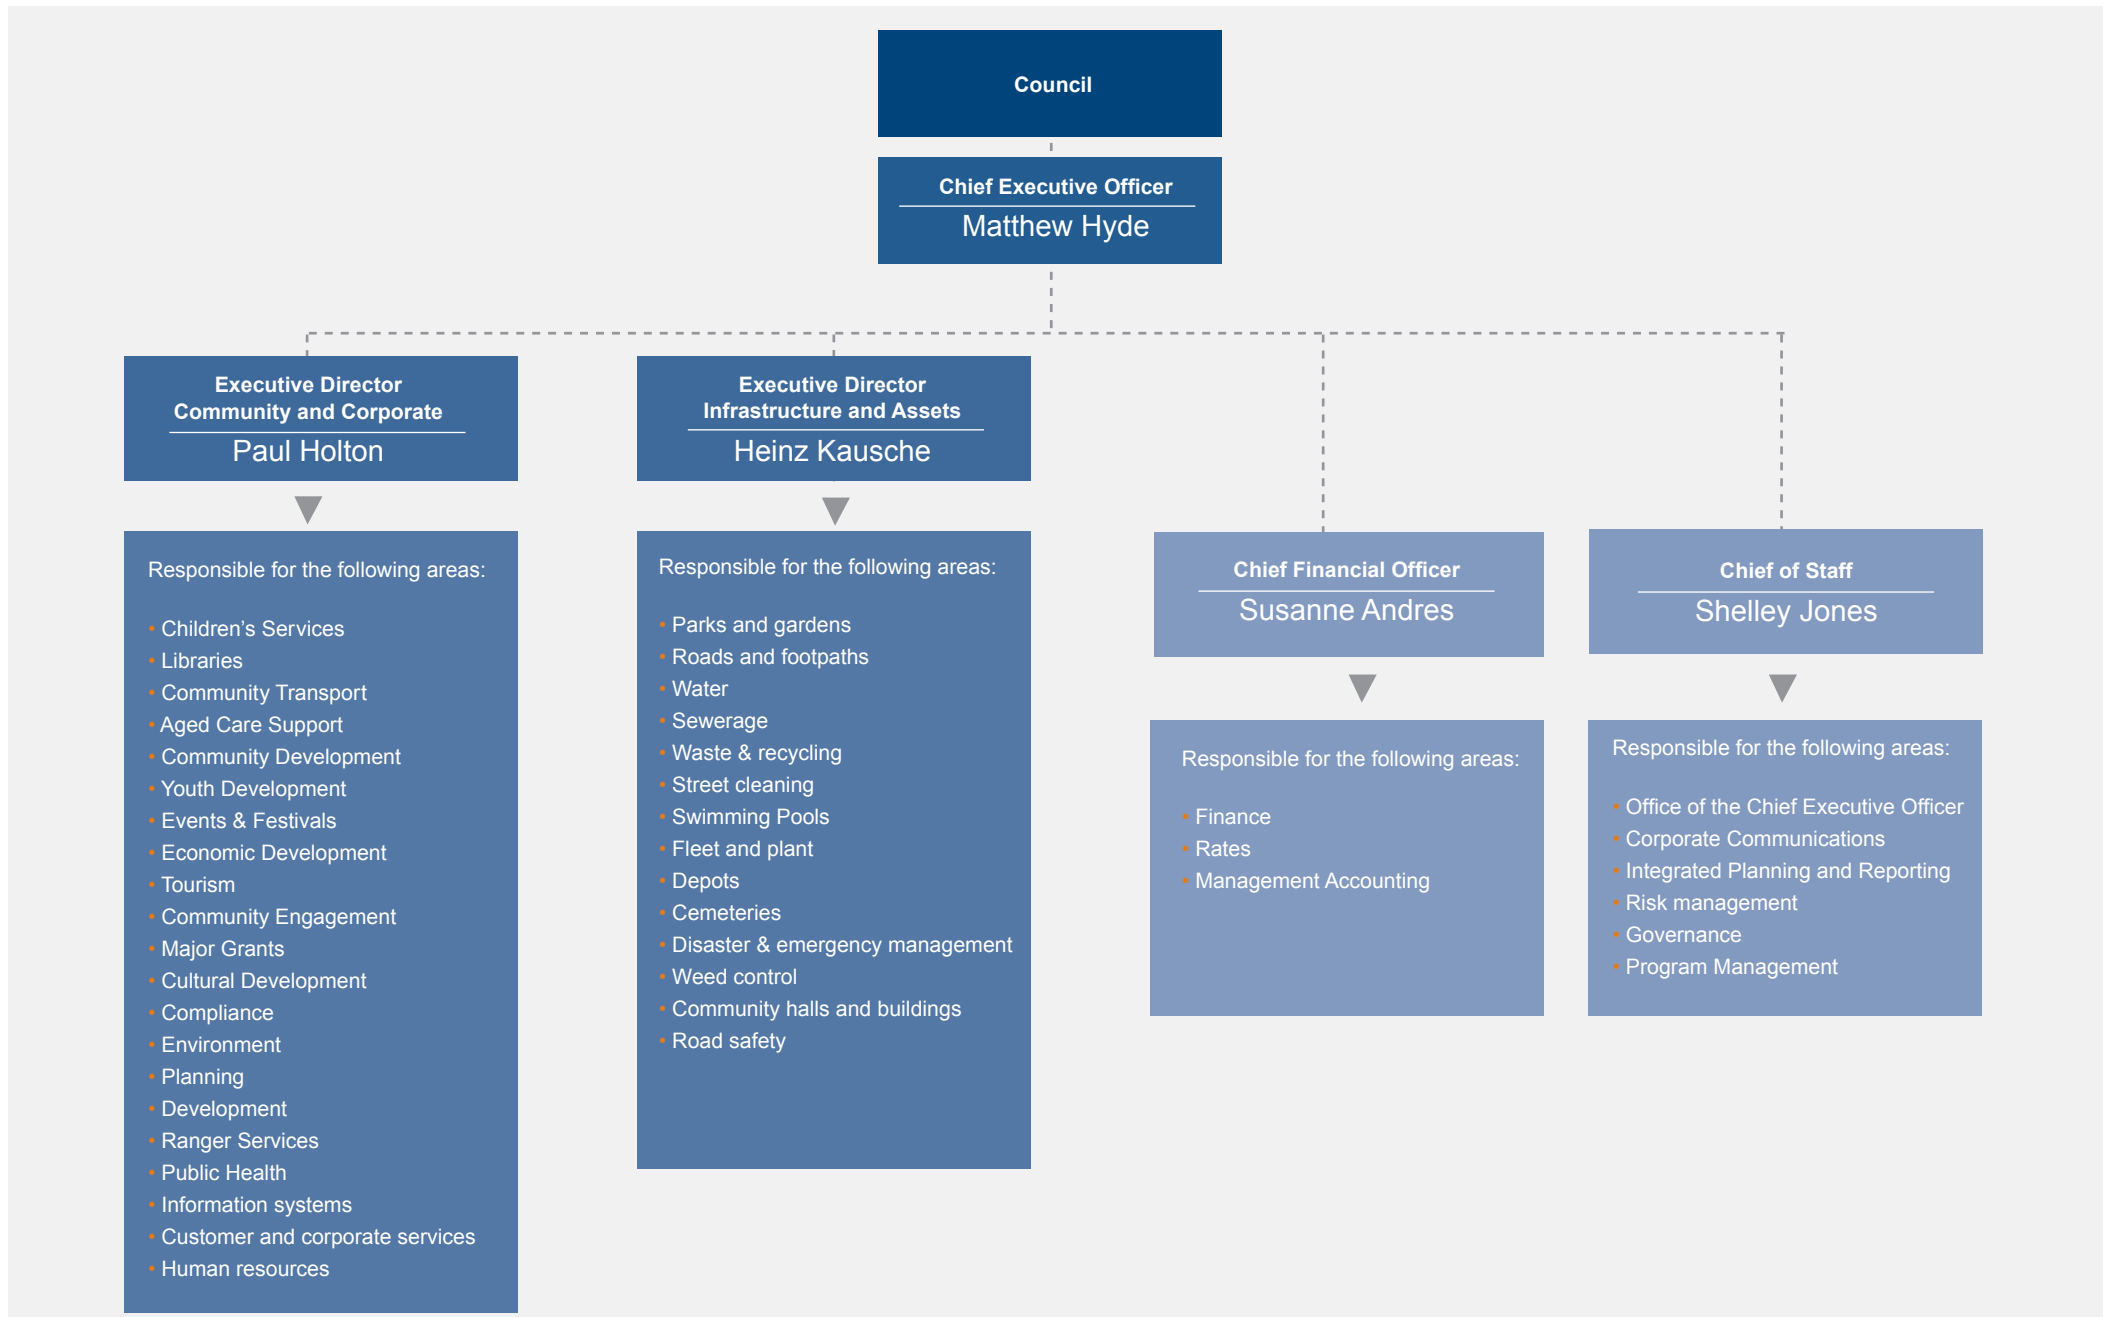 Council
Chief Executive Officer
Matthew Hyde
Executive Director
Community and Corporate
Paul Holton
Responsible for the following areas:
• Children’s Services
• Libraries
• Community Transport
• Aged Care Support
• Community Development
• Youth Development
• Events & Festivals
• Economic Development
• Tourism
• Community Engagement
• Major Grants
• Cultural Development
• Compliance
• Environment
• Planning
• Development
• Ranger Services
• Public Health
• Information systems
• Customer and corporate services
• Human resources
Executive Director
Infrastructure and Assets
Heinz Kausche
Responsible for the following areas:
• Parks and gardens
• Roads and footpaths
• Water
• Sewerage
• Waste & recycling
• Street cleaning
• Swimming Pools
• Fleet and plant
• Depots
• Cemeteries
• Disaster & emergency management
• Weed control
• Community halls and buildings
• Road safety
Chief Financial Officer
Susanne Andres
Responsible for the following areas:
• Finance
• Rates
• Management Accounting
Chief of Staff
Shelley Jones
Responsible for the following areas:
• Office of the Chief Executive Officer
• Corporate Communications
• Integrated Planning and Reporting
• Risk management
• Governance
• Program Management